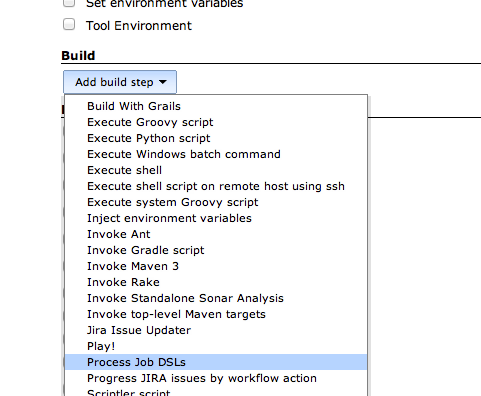 Set environment variables
Tool Environment
Build
Add build step
Build With Grails
Execute Groovy script
Execute Python script
Execute Windows batch command
Execute shell
Execute shell script on remote host using ssh
Execute system Groovy script
Inject environment variables
Invoke Ant
Invoke Gradle script
Invoke Maven 3
Invoke Rake
Invoke Standalone Sonar Analysis
Invoke top-level Maven targets
Jira Issue Updater
Play!
Process Job DSLs
Progress JIRA issues by workflow action
Scriptler script